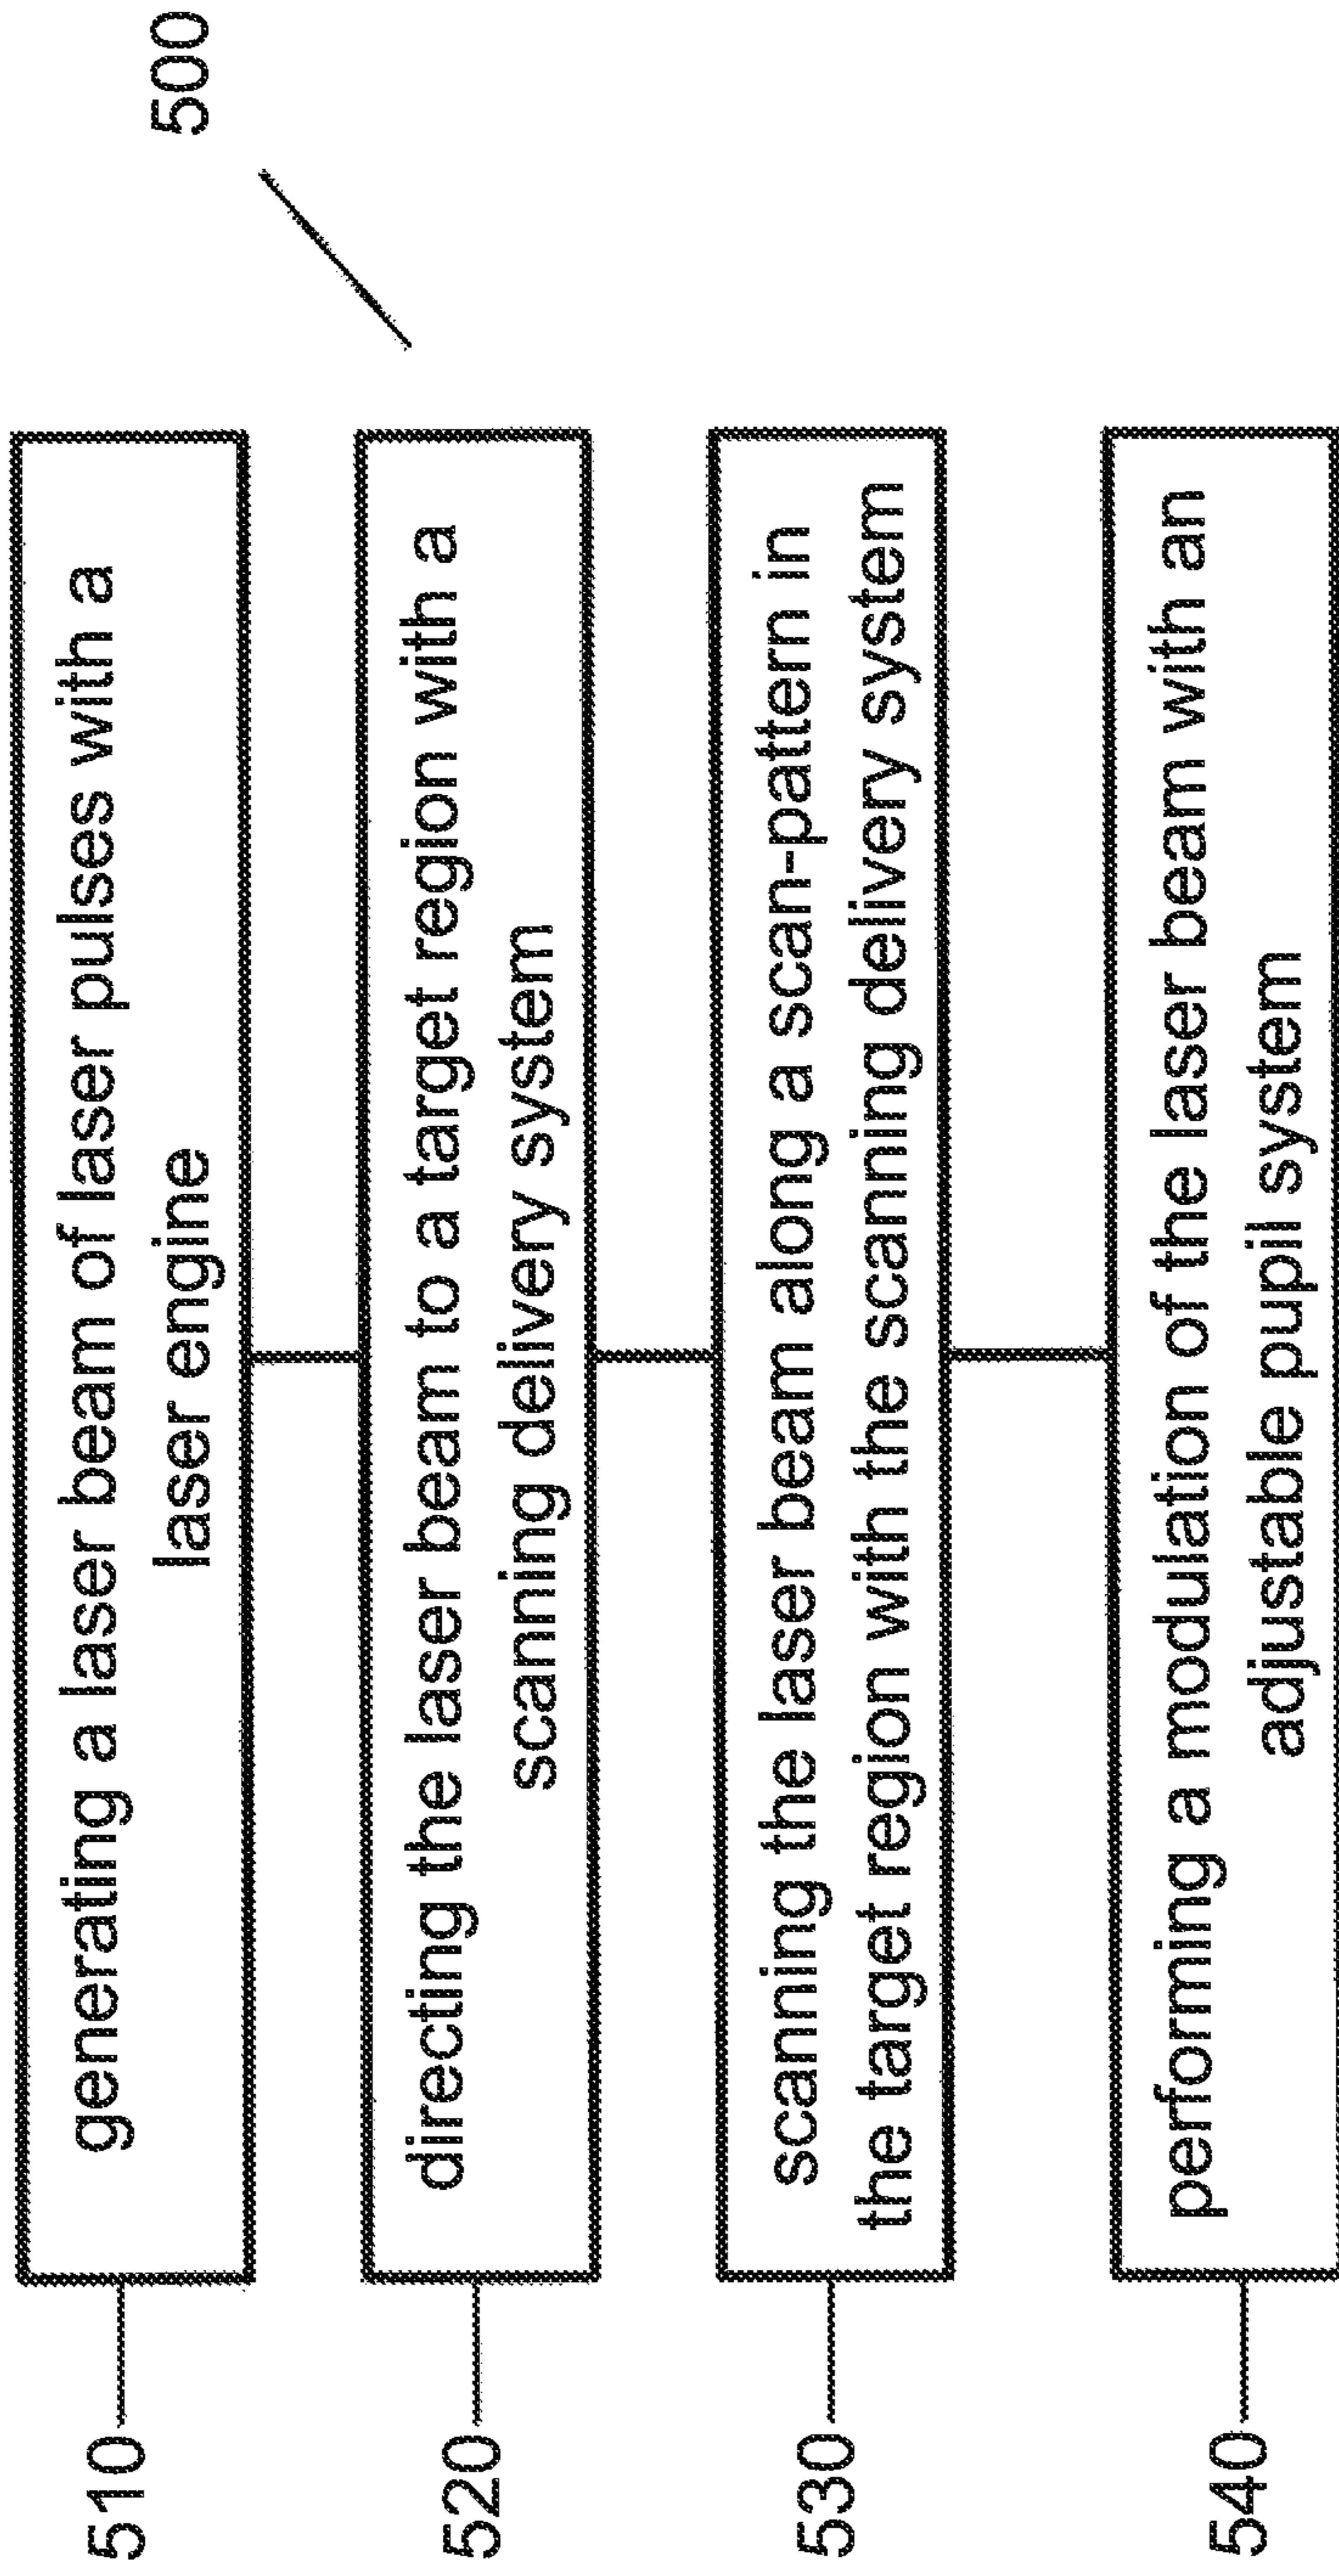 500
510
generating a laser beam of laser pulses with a
laser engine
520
directing the laser beam to a target region with a
scanning delivery system
530
scanning the laser beam along a scan-pattern in
the target region with the scanning delivery system
540
performing a modulation of the laser beam with an
adjustable pupil system